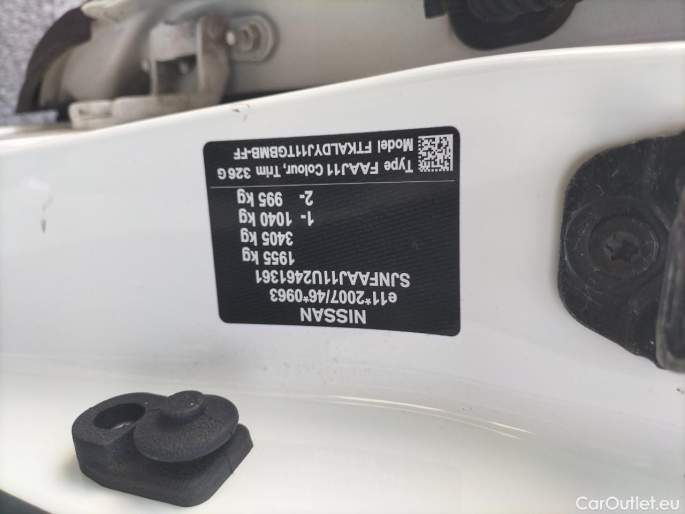 NISSAN
e11*2007/46*0963
SJNFAAJ11U2461361
1955 kg
3405 kg
1- 1040 kg
2- 995 kg
Type FAAJ11 Colour, Trim 326 G
Model FTKALDYJ11TGBMB-FF
CarOutlet.eu